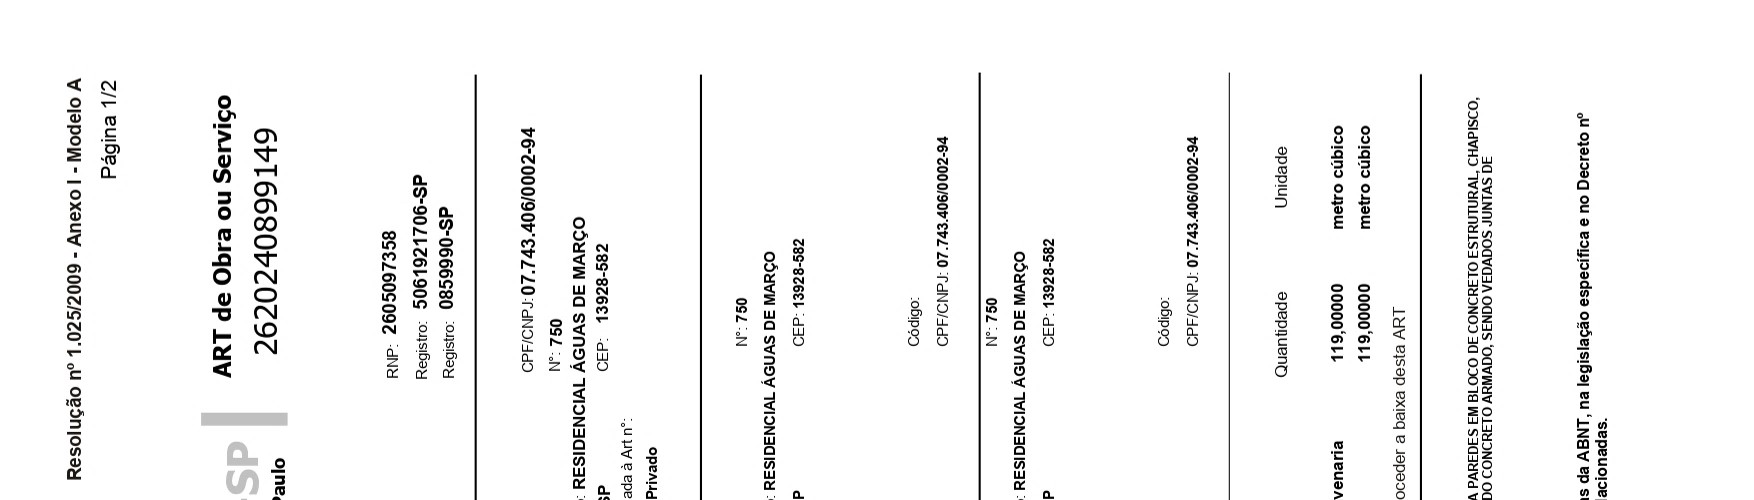 Resolução nº 1.025/2009 - Anexo I - Modelo A
Página 1/2
ART de Obra ou Serviço
2620240899149
-SP
Paulo
RNP: 2605097358
Registro: 5061921706-SP
Registro: 0859990-SP
CPF/CNPJ: 07.743.406/0002-94
N°: 750
: RESIDENCIAL ÁGUAS DE MARÇO
SP CEP: 13928-582
ada à Art n°:
Privado
N°: 750
: RESIDENCIAL ÁGUAS DE MARÇO
P CEP: 13928-582
Código:
CPF/CNPJ: 07.743.406/0002-94
N°: 750
: RESIDENCIAL ÁGUAS DE MARÇO
P CEP: 13928-582
Código:
CPF/CNPJ: 07.743.406/0002-94
Quantidade Unidade
venaria 119,00000 metro cúbico
119,00000 metro cúbico
oceder a baixa desta ART
A PAREDES EM BLOCO DE CONCRETO ESTRUTURAL, CHAPISCO,
DO CONCRETO ARMADO, SENDO VEDADOS JUNTAS DE
s da ABNT, na legislação específica e no Decreto nº
lacionadas.